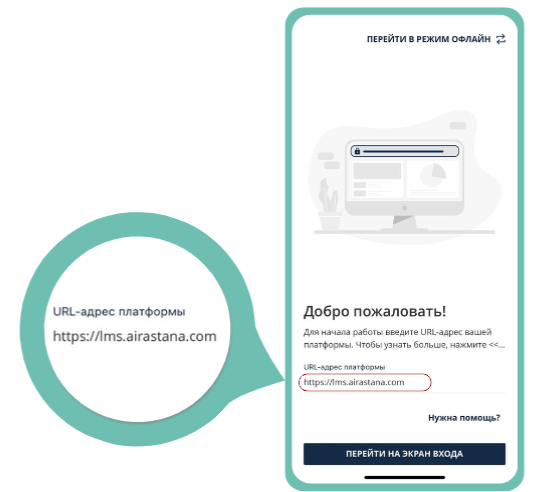 ПЕРЕЙТИ В РЕЖИМ ОФЛАЙН
URL-адрес платформы
https://lms.airastana.com
Добро пожаловать!
Для начала работы введите URL-адрес вашей
платформы. Чтобы узнать больше, нажмите <<...
URL-адрес платформы
https://lms.airastana.com
Нужна помощь?
ПЕРЕЙТИ НА ЭКРАН ВХОДА